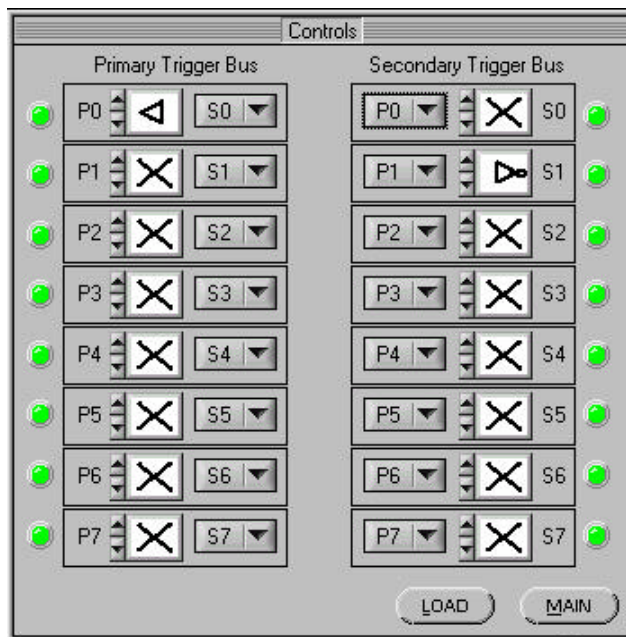 Controls
Primary Trigger Bus Secondary Trigger Bus
P0 S0 P0 S0
P1 S1 P1 S1
P2 S2 P2 S2
P3 S3 P3 S3
P4 S4 P4 S4
P5 S5 P5 S5
P6 S6 P6 S6
P7 S7 P7 S7
LOAD MAIN